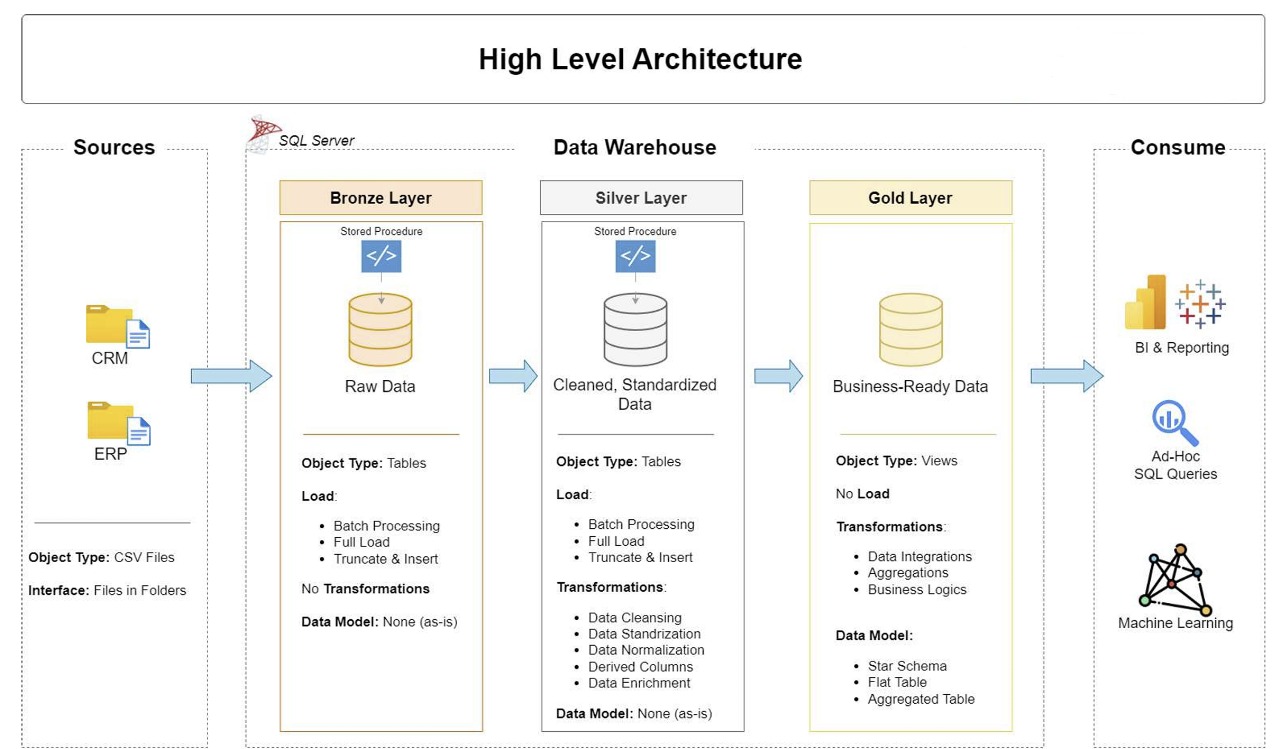 High Level Architecture
Sources
SQL Server
Data Warehouse
Consume
CRM
ERP
Object Type: CSV Files
Interface: Files in Folders
Bronze Layer
Stored Procedure
</>
Raw Data
Object Type: Tables
Load:
• Batch Processing
• Full Load
• Truncate & Insert
No Transformations
Data Model: None (as-is)
Silver Layer
Stored Procedure
</>
Cleaned, Standardized
Data
Object Type: Tables
Load:
• Batch Processing
• Full Load
• Truncate & Insert
Transformations:
• Data Cleansing
• Data Standrization
• Data Normalization
• Derived Columns
• Data Enrichment
Data Model: None (as-is)
Gold Layer
Business-Ready Data
Object Type: Views
No Load
Transformations:
• Data Integrations
• Aggregations
• Business Logics
Data Model:
• Star Schema
• Flat Table
• Aggregated Table
BI & Reporting
Ad-Hoc
SQL Queries
Machine Learning